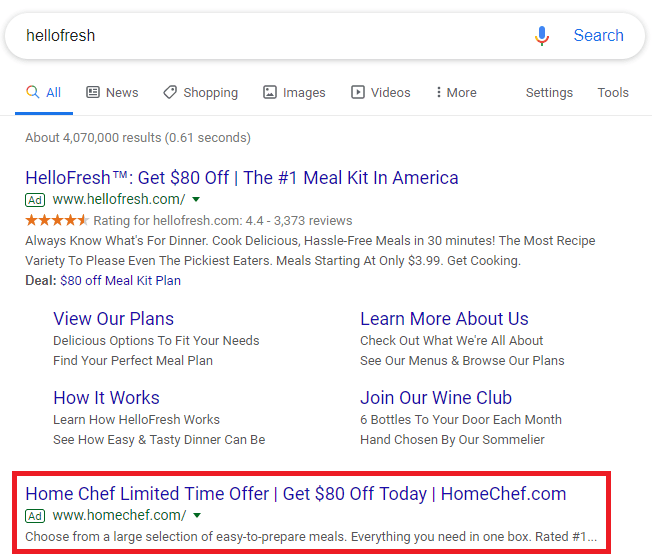 hellofresh Search
All News Shopping Images Videos More Settings Tools
About 4,070,000 results (0.61 seconds)
HelloFresh™: Get $80 Off | The #1 Meal Kit In America
Ad www.hellofresh.com/
Rating for hellofresh.com: 4.4 - 3,373 reviews
Always Know What's For Dinner. Cook Delicious, Hassle-Free Meals in 30 minutes! The Most Recipe
Variety To Please Even The Pickiest Eaters. Meals Starting At Only $3.99. Get Cooking.
Deal: $80 off Meal Kit Plan
View Our Plans
Delicious Options To Fit Your Needs
Find Your Perfect Meal Plan
Learn More About Us
Check Out What We're All About
See Our Menus & Browse Our Plans
How It Works
Learn How HelloFresh Works
See How Easy & Tasty Dinner Can Be
Join Our Wine Club
6 Bottles To Your Door Each Month
Hand Chosen By Our Sommelier
Home Chef Limited Time Offer | Get $80 Off Today | HomeChef.com
Ad www.homechef.com/
Choose from a large selection of easy-to-prepare meals. Everything you need in one box. Rated #1...